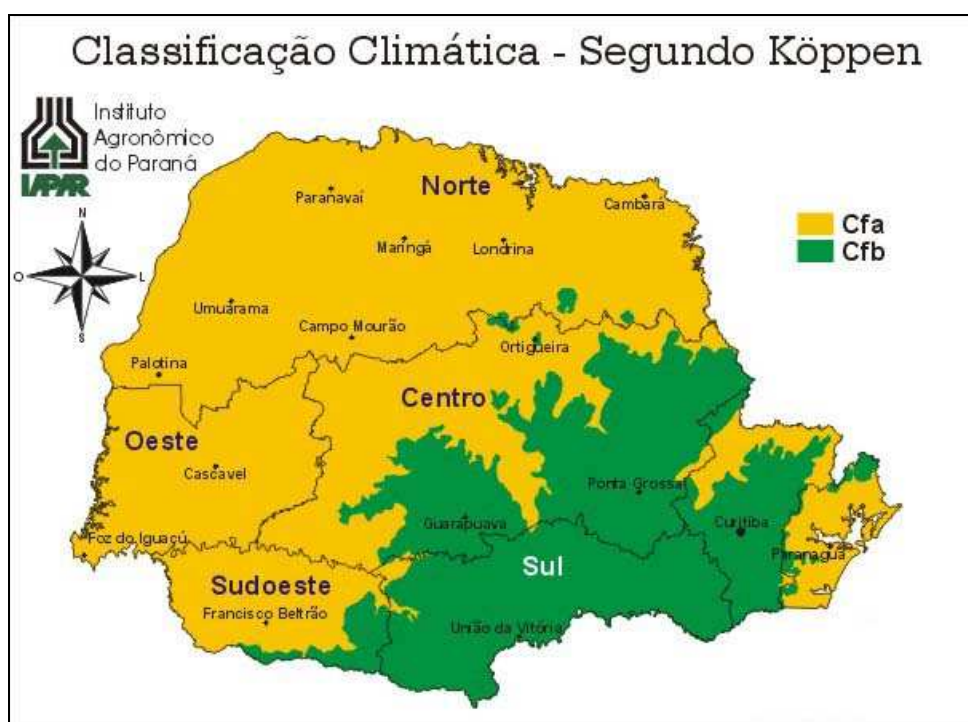 Classificação Climática - Segundo Köppen
Instituto
Agronômico
do Paraná
IAPAR
N
O
L
S
Norte
Paranavaí
Cambará
Maringá
Londrina
Cfa
Cfb
Umuarama
Campo Mourão
Ortigueira
Palotina
Centro
Oeste
Cascavel
Ponta Grossa
Guarapuava
Curitiba
Foz do Iguaçú
Paranaguá
Sul
Sudoeste
Francisco Beltrão
União da Vitória